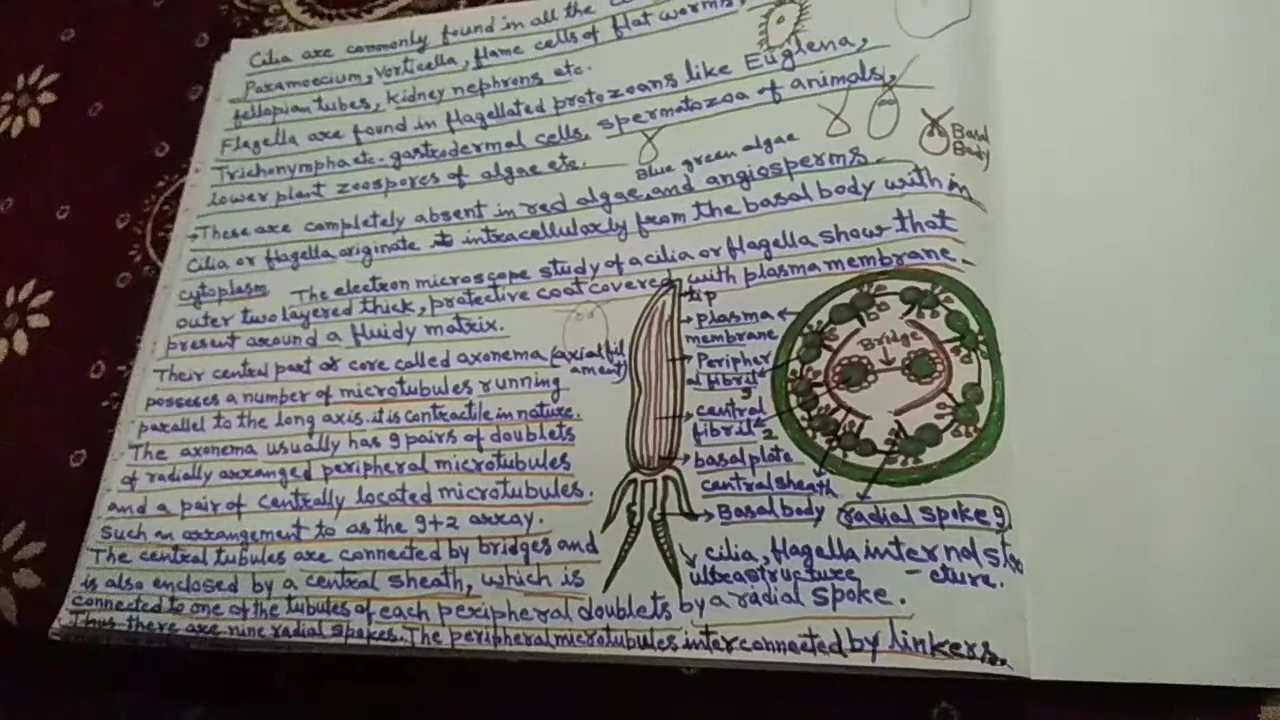 Cilia are commonly found in all the
Paramoecium, Vorticella, flame cells of flat worms,
fellopian tubes, kidney nephrons etc.
Flagella are found in flagellated protozoans like Euglena,
Trichonympha etc. gastrodermal cells, spermatozoa of animals,
lower plant zoospores of algae etc.
Basal
Body
Blue green algae
→These are completely absent in red algae, and angiosperms.
Cilia or flagella originate intracellularly from the basal body with in
cytoplasm The electron microscope study of a cilia or flagella show that
outer two layered thick, protective coat covered with plasma membrane
present around a fluidy matrix.
Their central part or core called axonema (axial fil
ament)
posseses a number of microtubules running
parallel to the long axis. it is contractile in nature.
The axonema usually has 9 pairs of doublets
of radially arranged peripheral microtubules
and a pair of centrally located microtubules.
Such an arrangement to as the 9+2 array.
The central tubules are connected by bridges and
is also enclosed by a central sheath, which is
connected to one of the tubules of each peripheral doublets by a radial spoke.
Thus there are nine radial spokes. The peripheral microtubules interconnected by linkers.
tip
plasma
membrane
Peripher
al fibril
9
central
fibril
2
basal plate
central sheath
Basal body
radial spoke 9
Bridge
cilia, flagella internal stru
ultrastructure - cture.